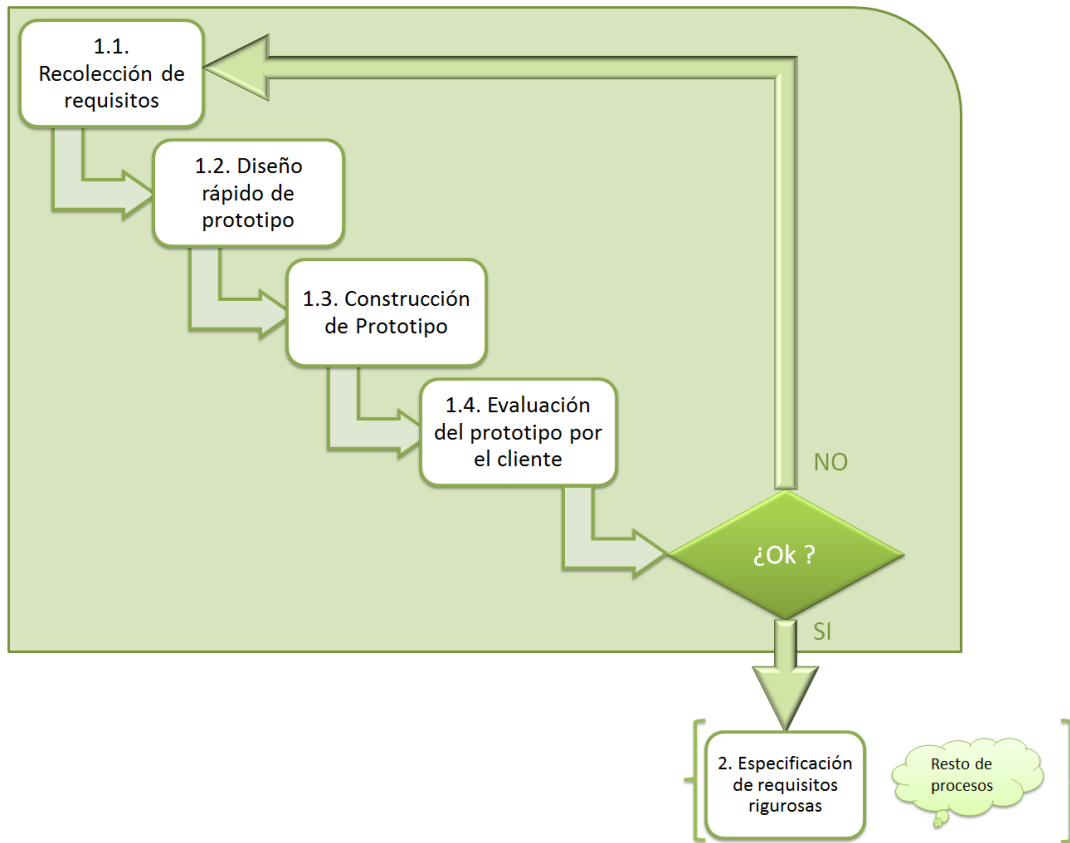 1.1.
Recolección de
requisitos
1.2. Diseño
rápido de
prototipo
1.3. Construcción
de Prototipo
1.4. Evaluación
del prototipo por
el cliente
NO
¿Ok ?
SI
2. Especificación
de requisitos
rigurosas
Resto de
procesos